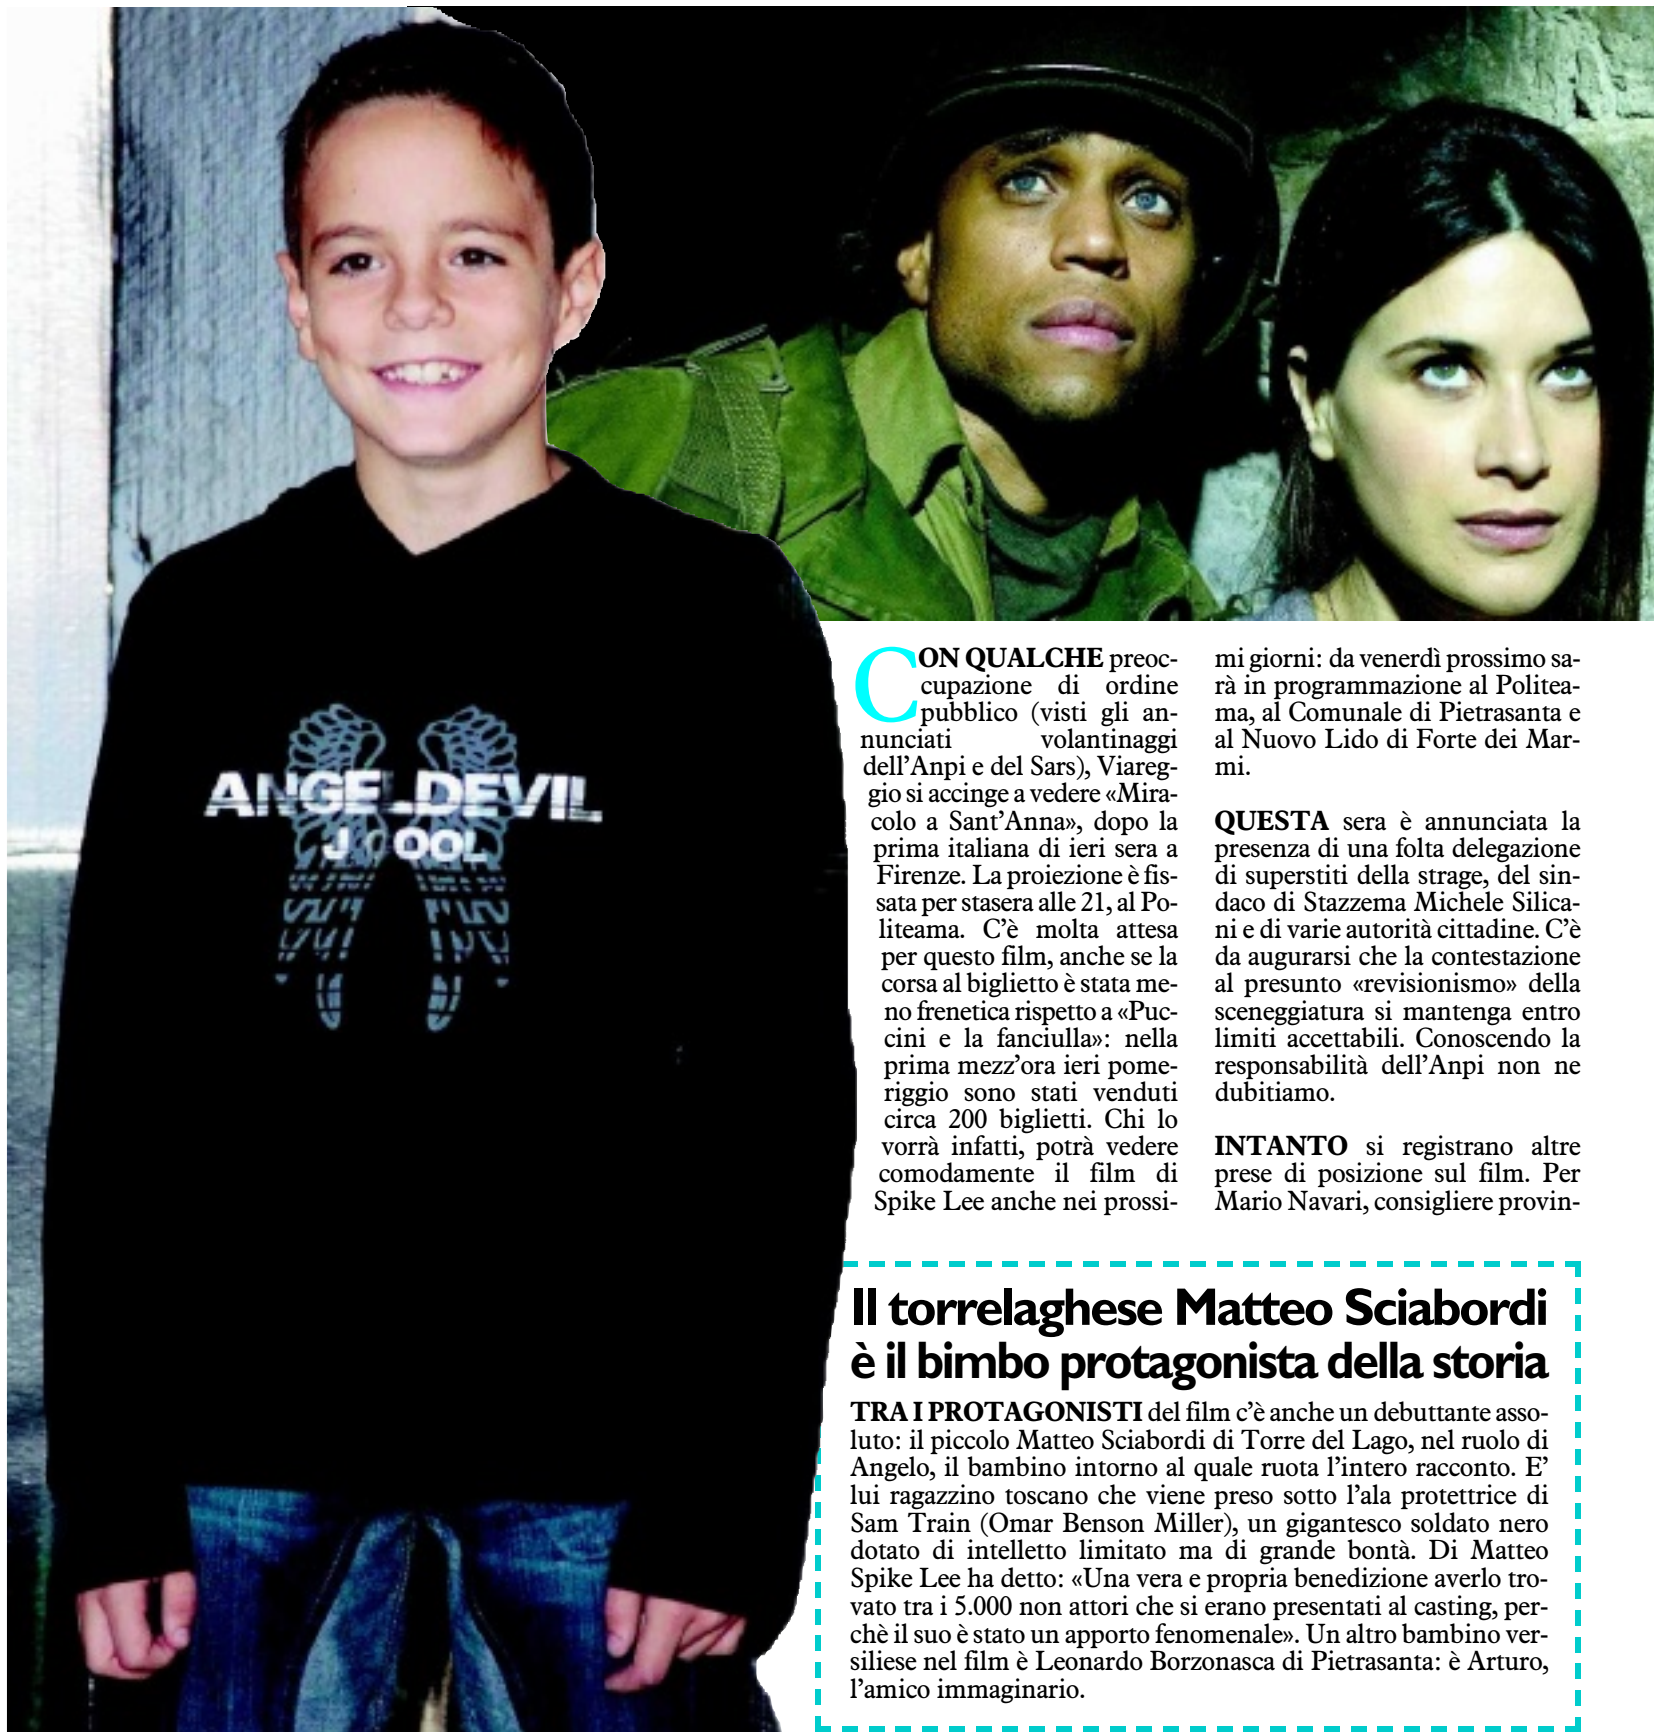 ANGELDEVIL
J COOL
CON QUALCHE preoc-
cupazione di ordine
pubblico (visti gli an-
nunciati volantinaggi
dell'Anpi e del Sars), Viareg-
gio si accinge a vedere «Mira-
colo a Sant'Anna», dopo la
prima italiana di ieri sera a
Firenze. La proiezione è fis-
sata per stasera alle 21, al Po-
liteama. C'è molta attesa
per questo film, anche se la
corsa al biglietto è stata me-
no frenetica rispetto a «Puc-
cini e la fanciulla»: nella
prima mezz'ora ieri pome-
riggio sono stati venduti
circa 200 biglietti. Chi lo
vorrà infatti, potrà vedere
comodamente il film di
Spike Lee anche nei prossi-
mi giorni: da venerdì prossimo sa-
rà in programmazione al Politea-
ma, al Comunale di Pietrasanta e
al Nuovo Lido di Forte dei Mar-
mi.
QUESTA sera è annunciata la
presenza di una folta delegazione
di superstiti della strage, del sin-
daco di Stazzema Michele Silica-
ni e di varie autorità cittadine. C'è
da augurarsi che la contestazione
al presunto «revisionismo» della
sceneggiatura si mantenga entro
limiti accettabili. Conoscendo la
responsabilità dell'Anpi non ne
dubitiamo.
INTANTO si registrano altre
prese di posizione sul film. Per
Mario Navari, consigliere provin-
Il torrelaghese Matteo Sciabordi
è il bimbo protagonista della storia
TRA I PROTAGONISTI del film c'è anche un debuttante asso-
luto: il piccolo Matteo Sciabordi di Torre del Lago, nel ruolo di
Angelo, il bambino intorno al quale ruota l'intero racconto. E'
lui ragazzino toscano che viene preso sotto l'ala protettrice di
Sam Train (Omar Benson Miller), un gigantesco soldato nero
dotato di intelletto limitato ma di grande bontà. Di Matteo
Spike Lee ha detto: «Una vera e propria benedizione averlo tro-
vato tra i 5.000 non attori che si erano presentati al casting, per-
chè il suo è stato un apporto fenomenale». Un altro bambino ver-
siliese nel film è Leonardo Borzonasca di Pietrasanta: è Arturo,
l'amico immaginario.